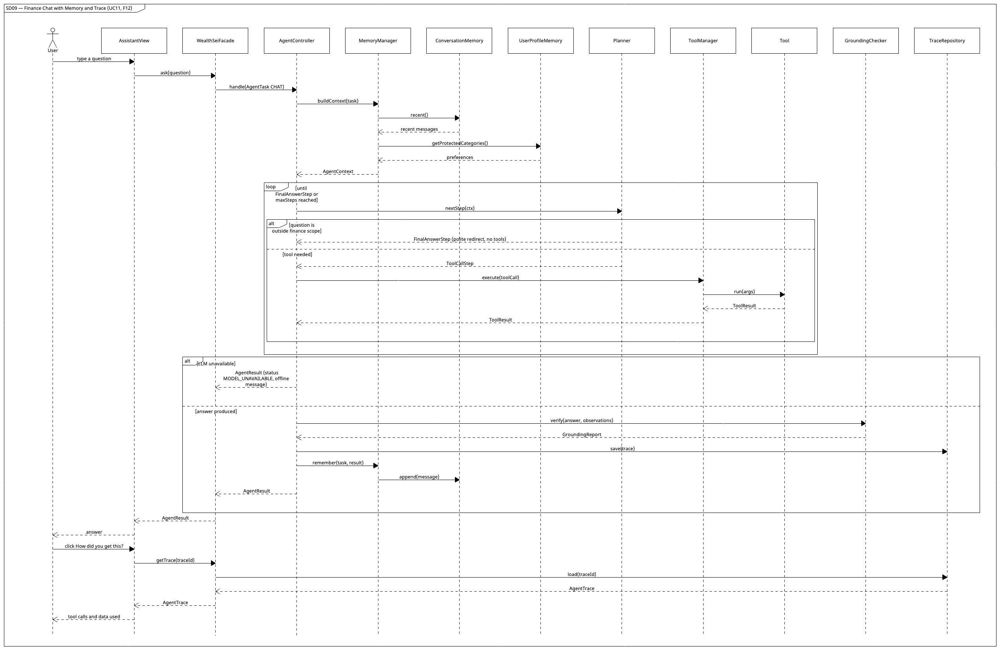 SD09 — Finance Chat with Memory and Trace (UC11, F12)
User
AssistantView
WealthSeiFacade
AgentController
MemoryManager
ConversationMemory
UserProfileMemory
Planner
ToolManager
Tool
GroundingChecker
TraceRepository
type a question
ask(question)
handle(AgentTask CHAT)
buildContext(task)
recent()
recent messages
getProtectedCategories()
preferences
AgentContext
loop
[until
FinalAnswerStep or
maxSteps reached]
nextStep(ctx)
alt
[question is
outside finance scope]
FinalAnswerStep (polite redirect, no tools)
[tool needed]
ToolCallStep
execute(toolCall)
run(args)
ToolResult
ToolResult
alt
[LLM unavailable]
AgentResult (status
MODEL_UNAVAILABLE, offline
message)
[answer produced]
verify(answer, observations)
GroundingReport
save(trace)
remember(task, result)
append(message)
AgentResult
AgentResult
answer
click How did you get this?
getTrace(traceId)
load(traceId)
AgentTrace
AgentTrace
tool calls and data used